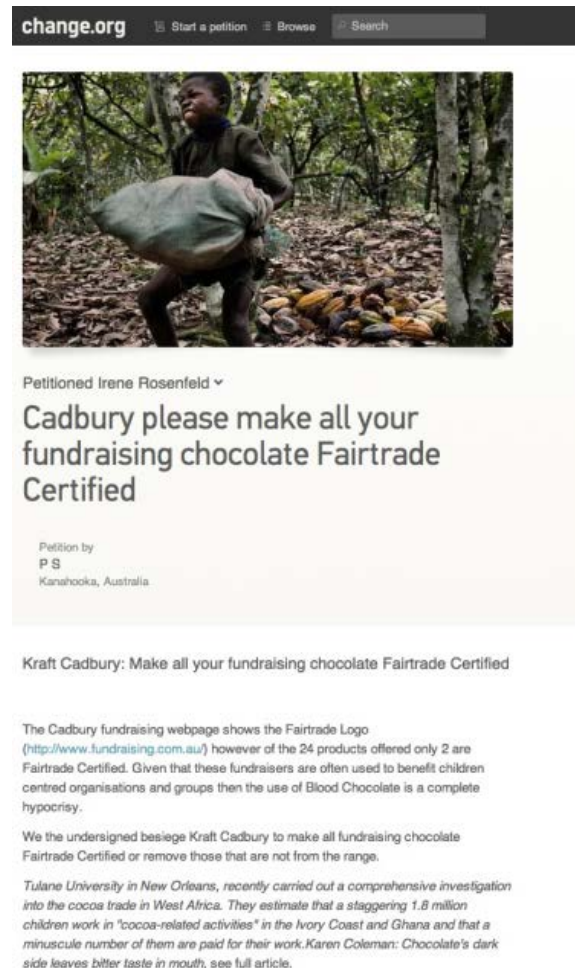 change.org Start a petition Browse Search
Petitioned Irene Rosenfeld
Cadbury please make all your
fundraising chocolate Fairtrade
Certified
Petition by
P S
Kanahooka, Australia
Kraft Cadbury: Make all your fundraising chocolate Fairtrade Certified
The Cadbury fundraising webpage shows the Fairtrade Logo
(http://www.fundraising.com.au/) however of the 24 products offered only 2 are
Fairtrade Certified. Given that these fundraisers are often used to benefit children
centred organisations and groups then the use of Blood Chocolate is a complete
hypocrisy.
We the undersigned besiege Kraft Cadbury to make all fundraising chocolate
Fairtrade Certified or remove those that are not from the range.
Tulane University in New Orleans, recently carried out a comprehensive investigation
into the cocoa trade in West Africa. They estimate that a staggering 1.8 million
children work in "cocoa-related activities" in the Ivory Coast and Ghana and that a
minuscule number of them are paid for their work.Karen Coleman: Chocolate's dark
side leaves bitter taste in mouth, see full article.